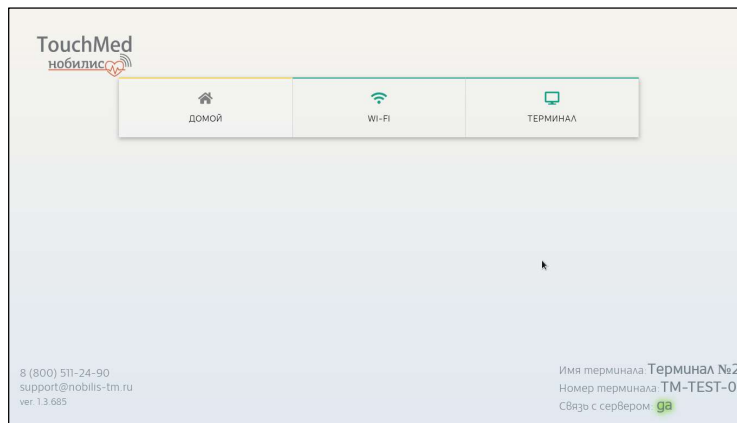 TouchMed
нобилис
ДОМОЙ
WI-FI
ТЕРМИНАЛ
8 (800) 511-24-90
support@nobilis-tm.ru
ver. 1.3.685
Имя терминала: Терминал №2
Номер терминала: TM-TEST-0
Связь с сервером: да